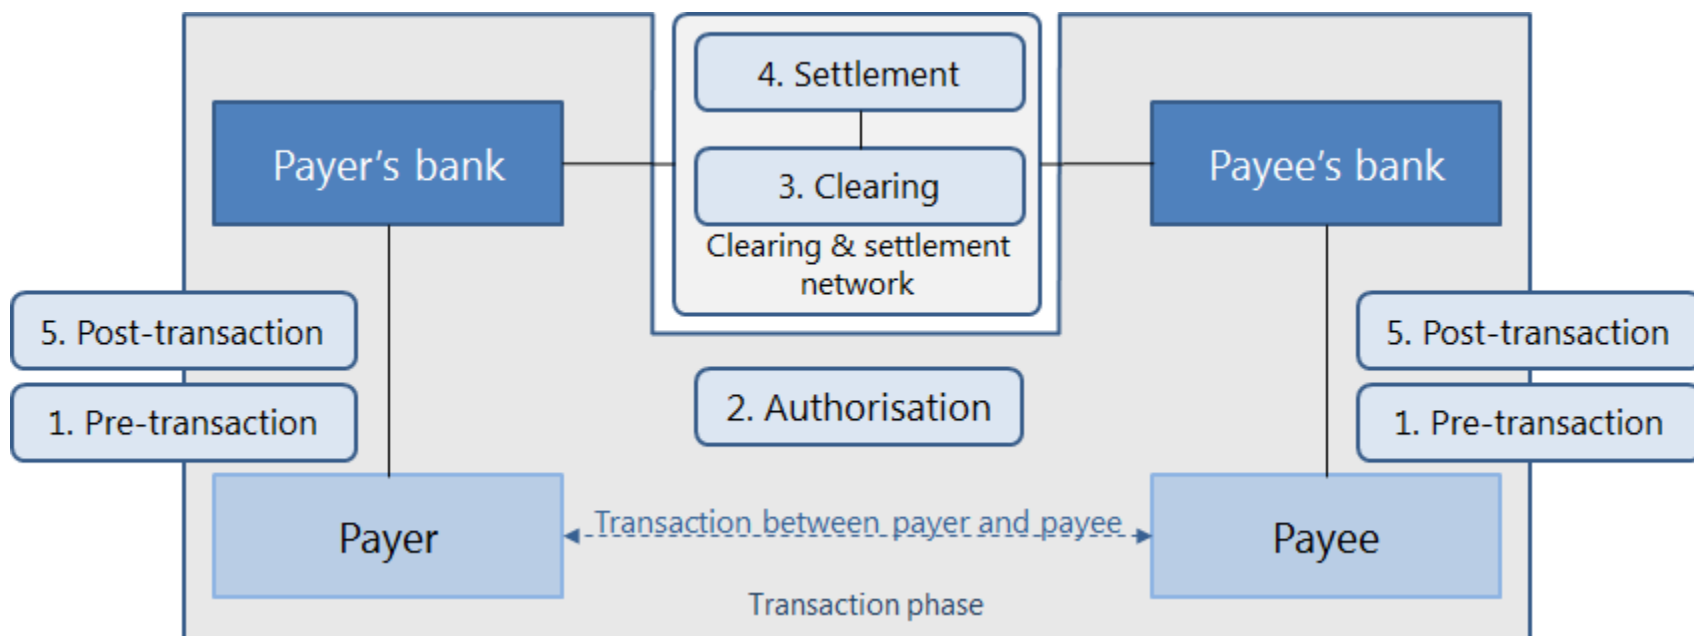 4. Settlement
Payer's bank
3. Clearing
Payee's bank
Clearing & settlement
network
5. Post-transaction
5. Post-transaction
1. Pre-transaction
2. Authorisation
1. Pre-transaction
Payer
Transaction between payer and payee
Payee
Transaction phase